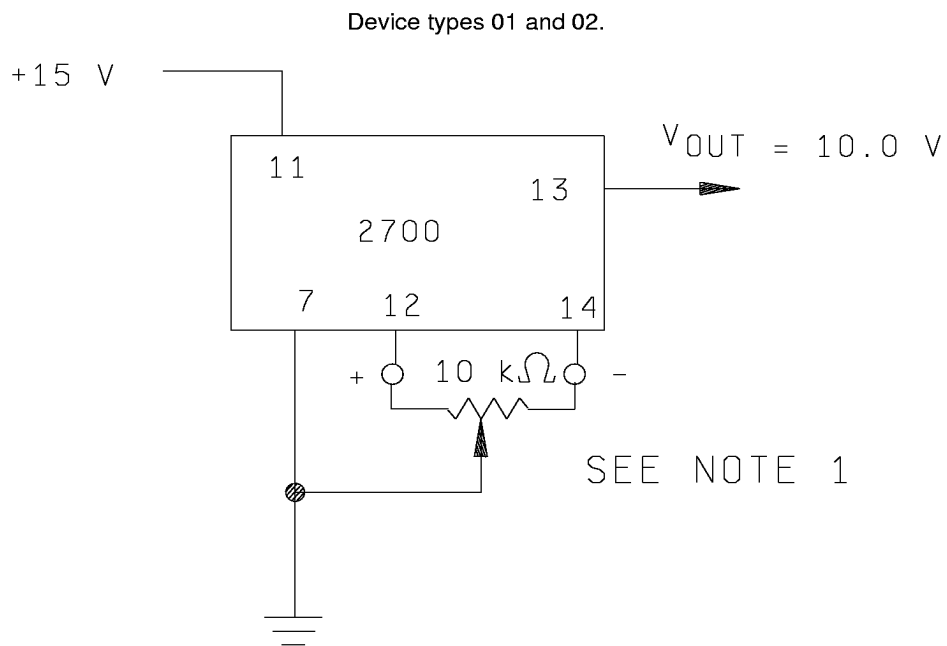 Device types 01 and 02.
+15 V
VOUT = 10.0 V
11
13
2700
7
12
14
+
10 kΩ
-
SEE NOTE 1